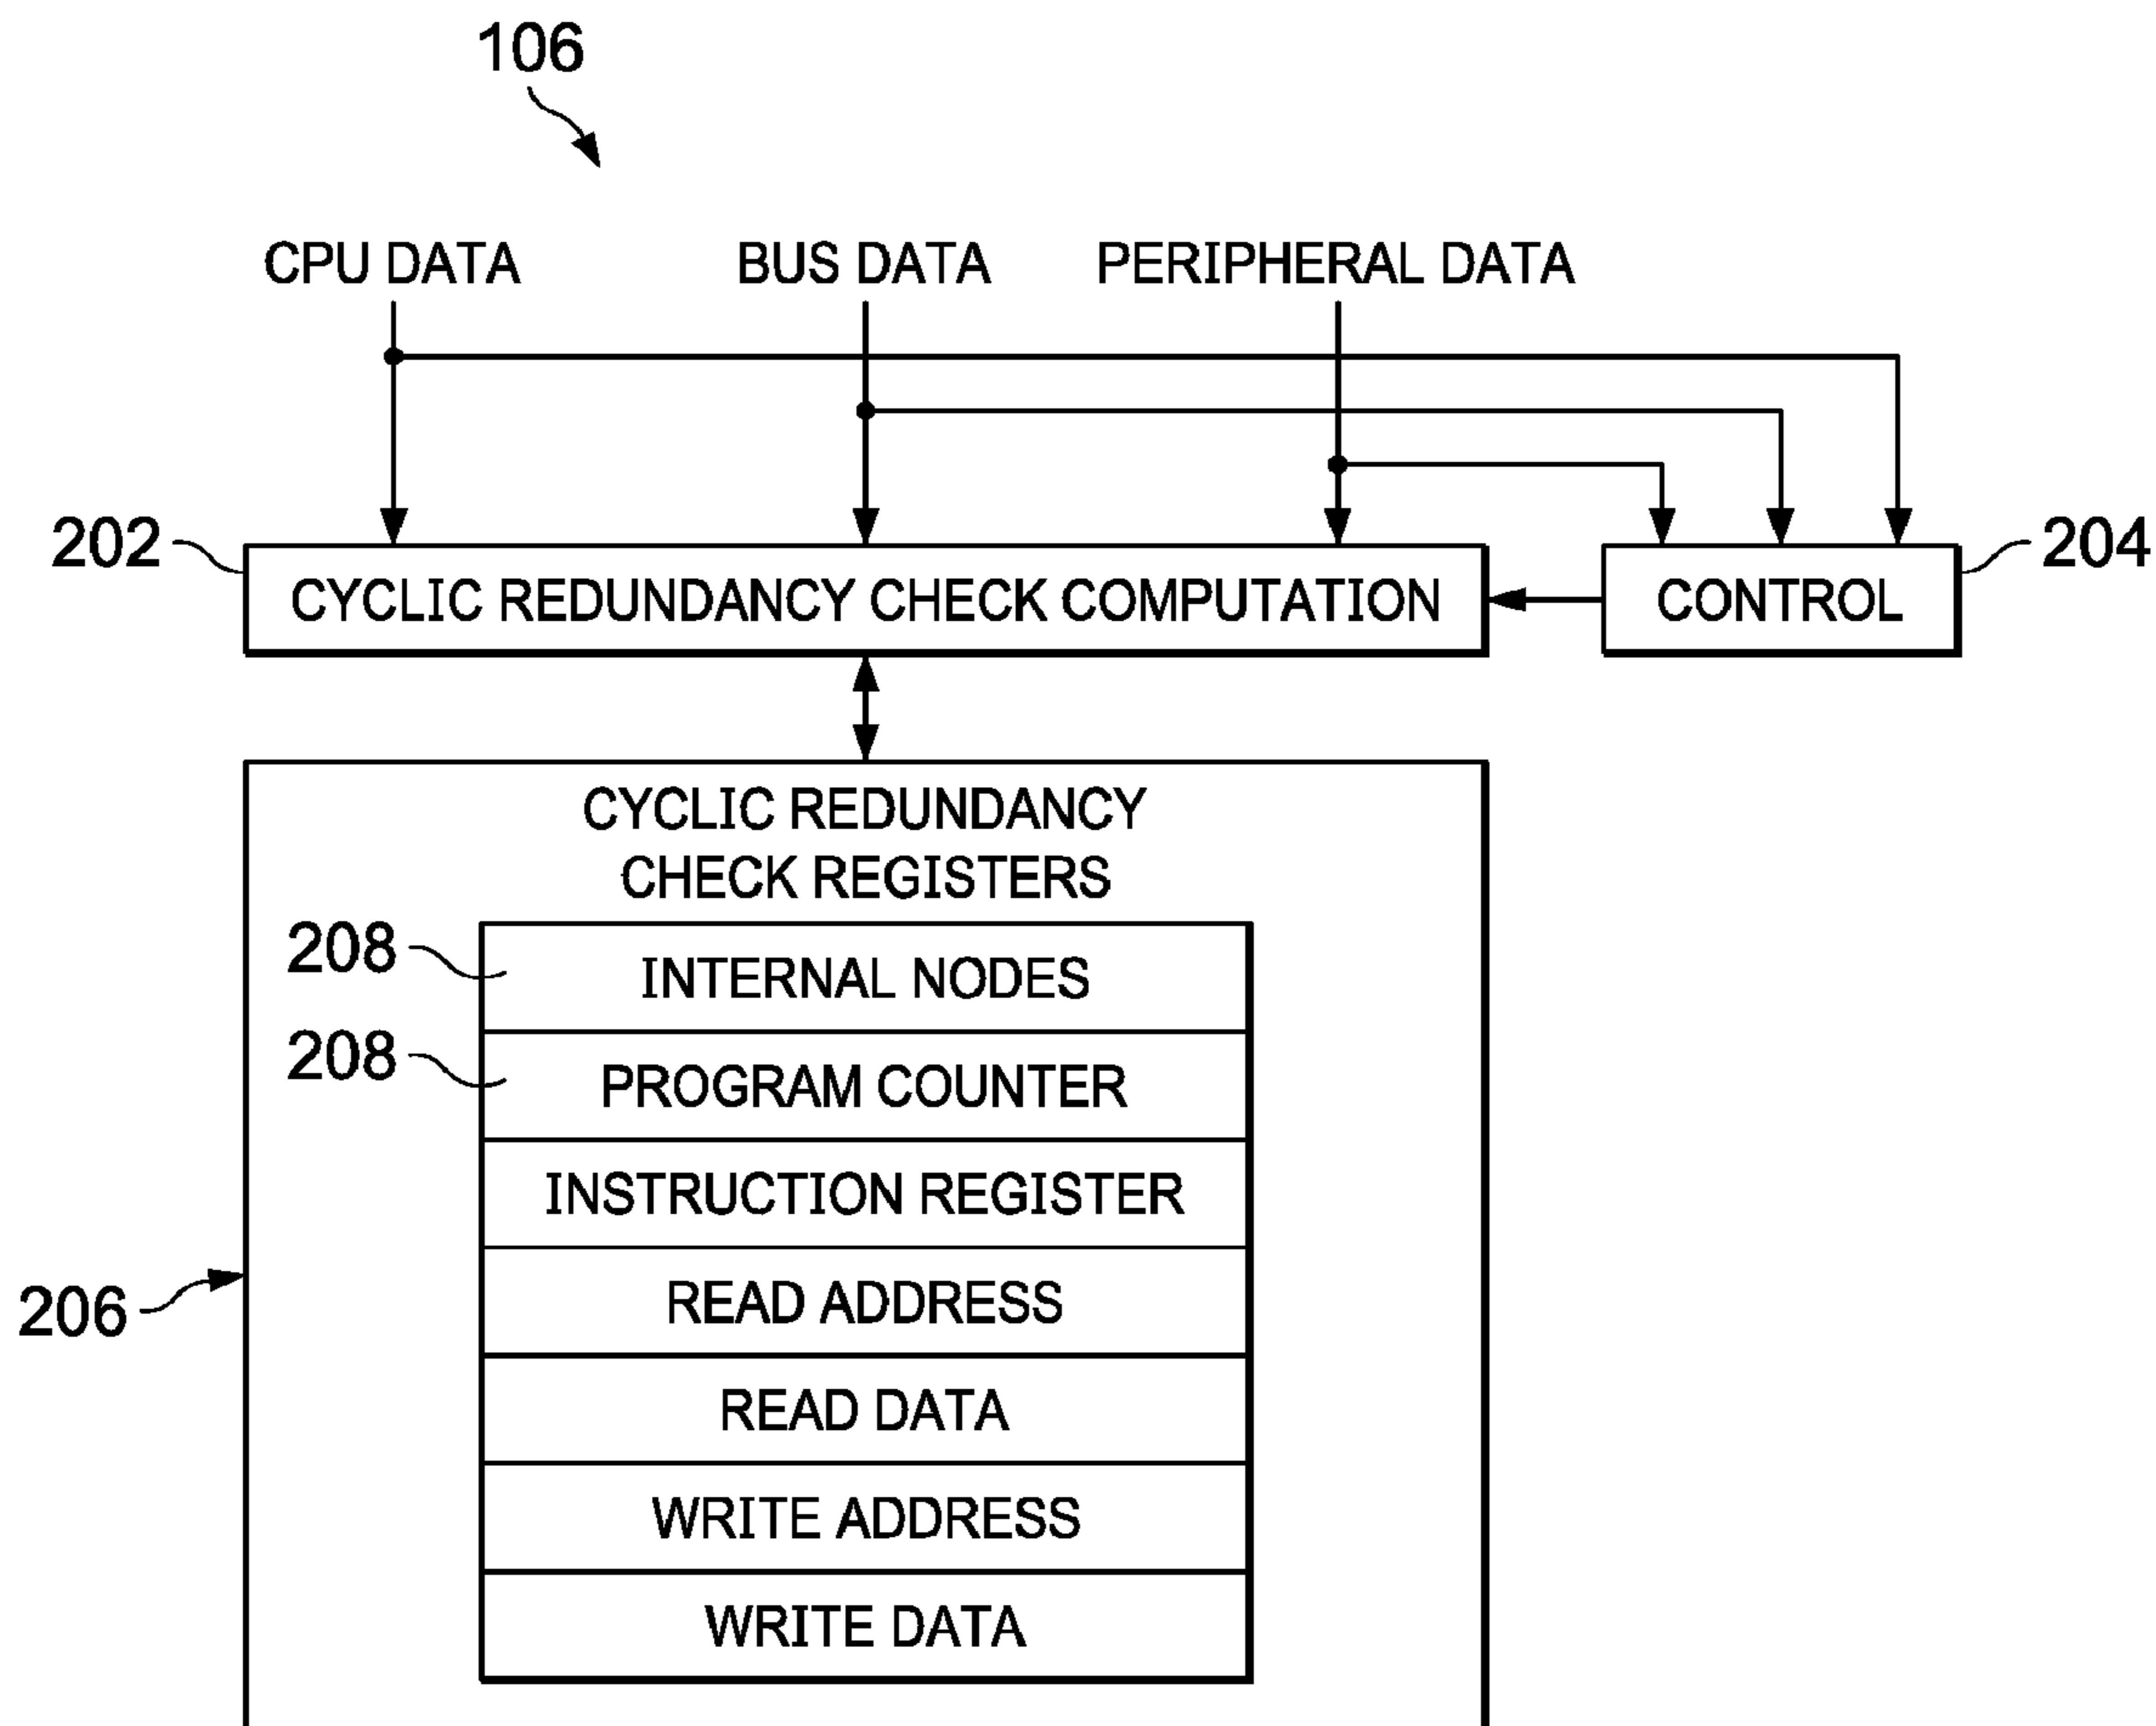 106
CPU DATA
BUS DATA
PERIPHERAL DATA
202
CYCLIC REDUNDANCY CHECK COMPUTATION
CONTROL
204
CYCLIC REDUNDANCY
CHECK REGISTERS
208
INTERNAL NODES
208
PROGRAM COUNTER
INSTRUCTION REGISTER
206
READ ADDRESS
READ DATA
WRITE ADDRESS
WRITE DATA